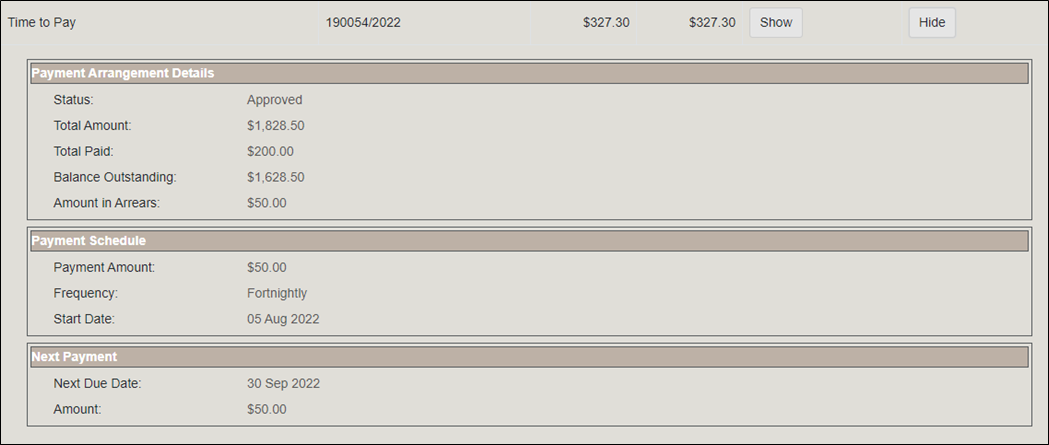 Time to Pay 190054/2022 $327.30 $327.30 Show Hide
Payment Arrangement Details
Status: Approved
Total Amount: $1,828.50
Total Paid: $200.00
Balance Outstanding: $1,628.50
Amount in Arrears: $50.00
Payment Schedule
Payment Amount: $50.00
Frequency: Fortnightly
Start Date: 05 Aug 2022
Next Payment
Next Due Date: 30 Sep 2022
Amount: $50.00